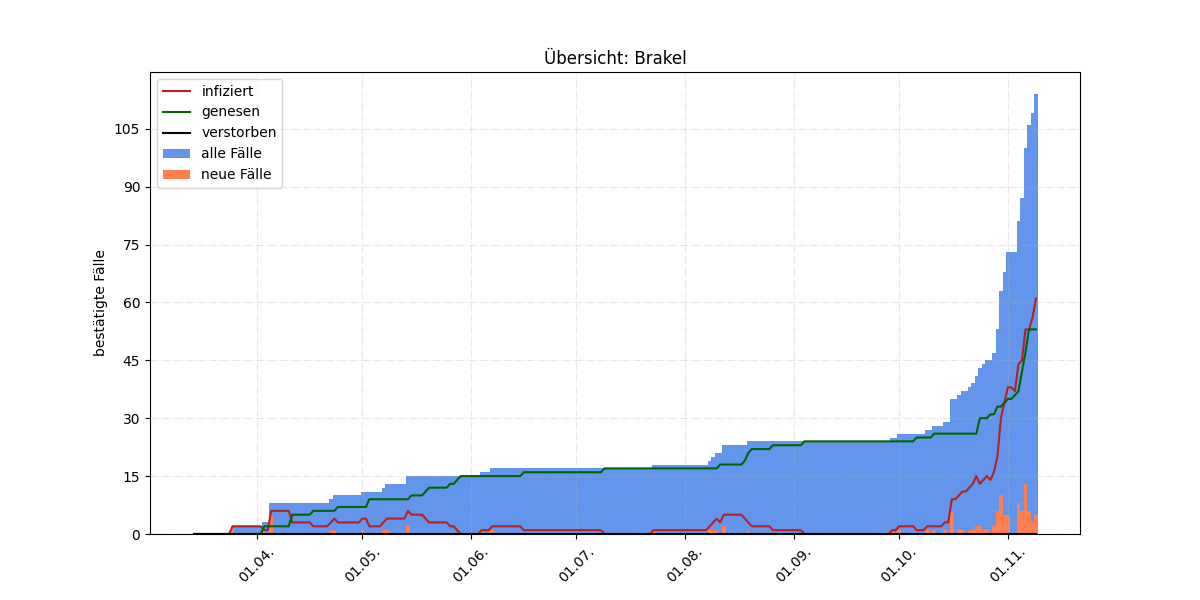 Übersicht: Brakel
infiziert
genesen
verstorben
alle Fälle
neue Fälle
bestätigte Fälle
105
90
75
60
45
30
15
0
01.04.
01.05.
01.06.
01.07.
01.08.
01.09.
01.10.
01.11.